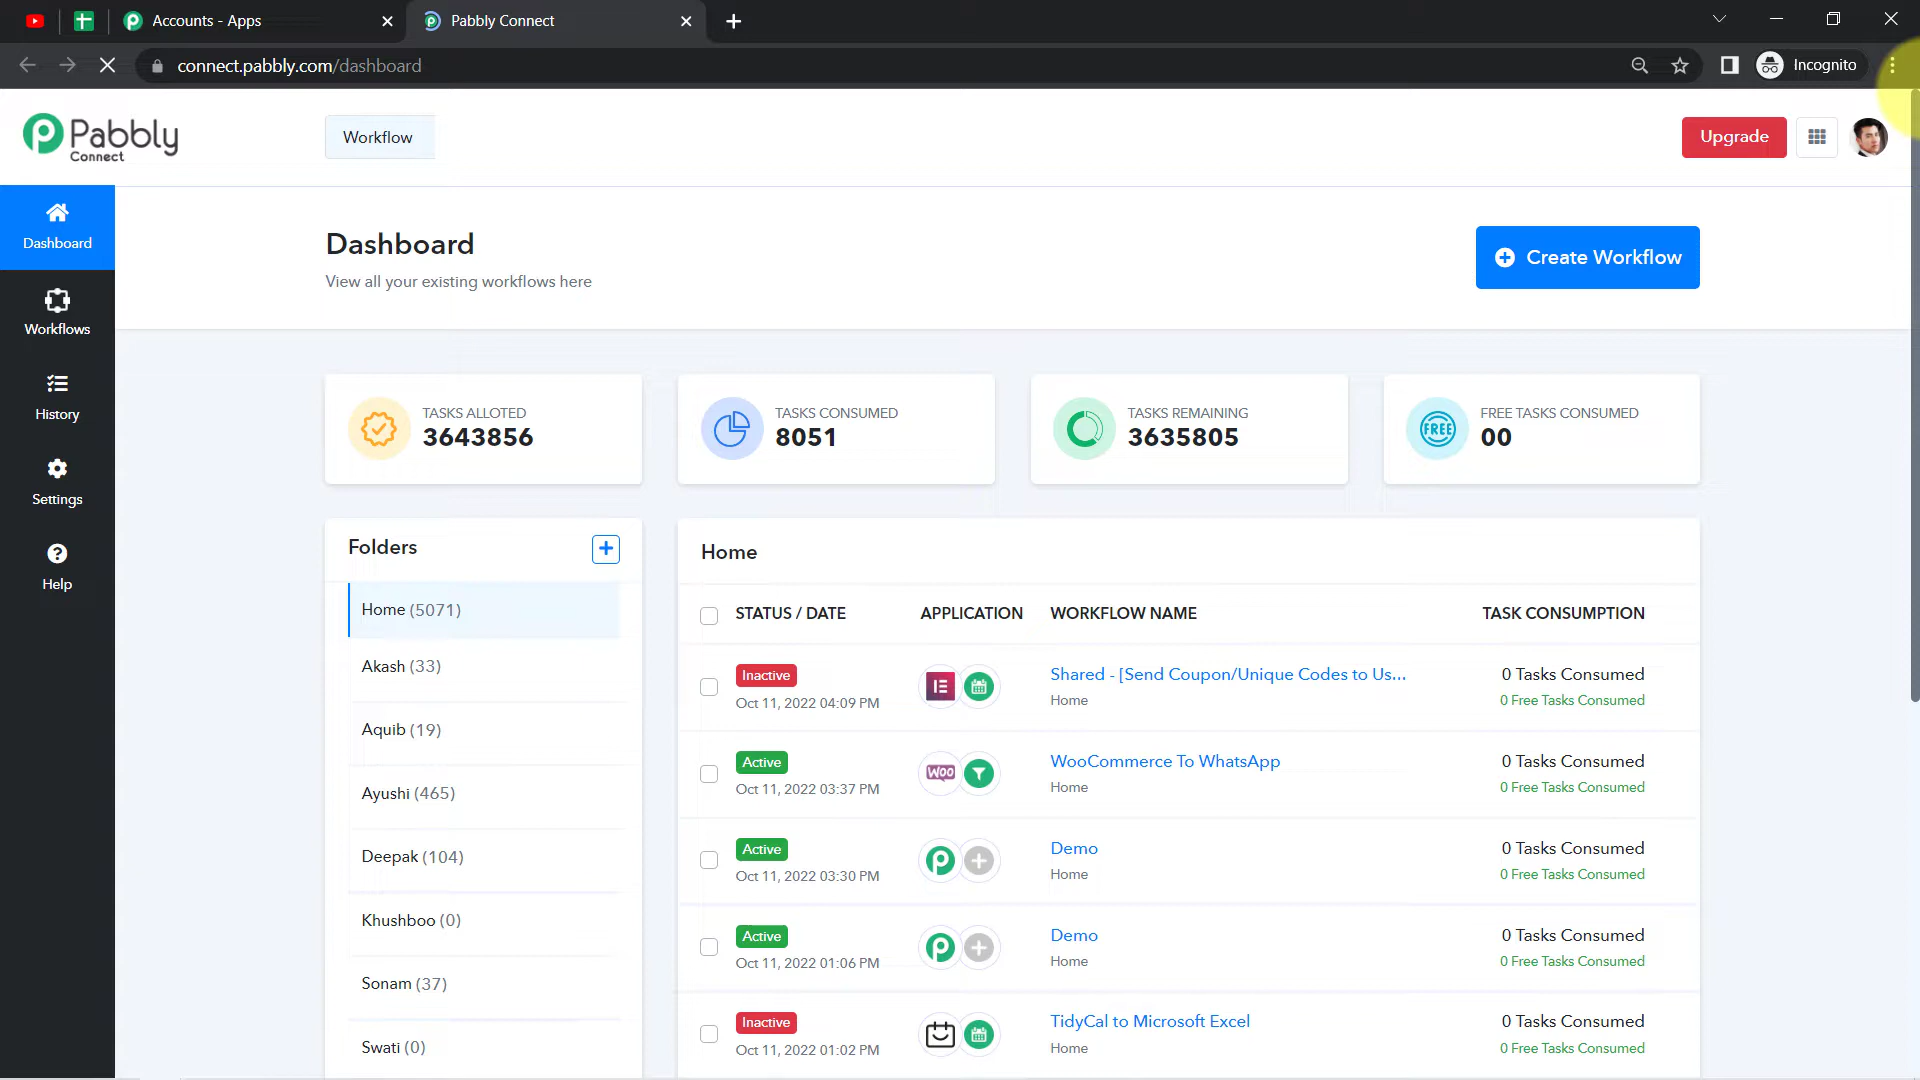 Accounts - Apps
Pabbly Connect
connect.pabbly.com/dashboard
Incognito
Pabbly
Connect
Workflow
Upgrade
Dashboard
Workflows
History
Settings
Help
Dashboard
View all your existing workflows here
Create Workflow
TASKS ALLOTED
3643856
TASKS CONSUMED
8051
TASKS REMAINING
3635805
FREE
FREE TASKS CONSUMED
00
Folders
Home (5071)
Akash (33)
Aquib (19)
Ayushi (465)
Deepak (104)
Khushboo (0)
Sonam (37)
Swati (0)
Home
STATUS / DATE APPLICATION WORKFLOW NAME TASK CONSUMPTION
Inactive
Oct 11, 2022 04:09 PM
Shared - [Send Coupon/Unique Codes to Us...
Home
0 Tasks Consumed
0 Free Tasks Consumed
Active
Oct 11, 2022 03:37 PM
Woo
WooCommerce To WhatsApp
Home
0 Tasks Consumed
0 Free Tasks Consumed
Active
Oct 11, 2022 03:30 PM
Demo
Home
0 Tasks Consumed
0 Free Tasks Consumed
Active
Oct 11, 2022 01:06 PM
Demo
Home
0 Tasks Consumed
0 Free Tasks Consumed
Inactive
Oct 11, 2022 01:02 PM
TidyCal to Microsoft Excel
Home
0 Tasks Consumed
0 Free Tasks Consumed